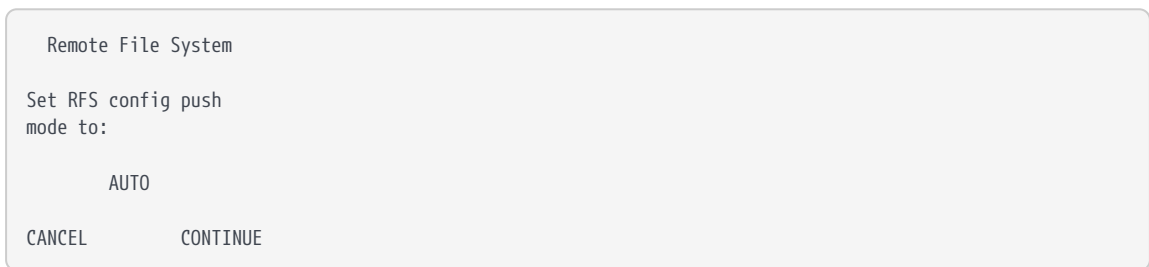 Remote File System
Set RFS config push
mode to:
AUTO
CANCEL CONTINUE